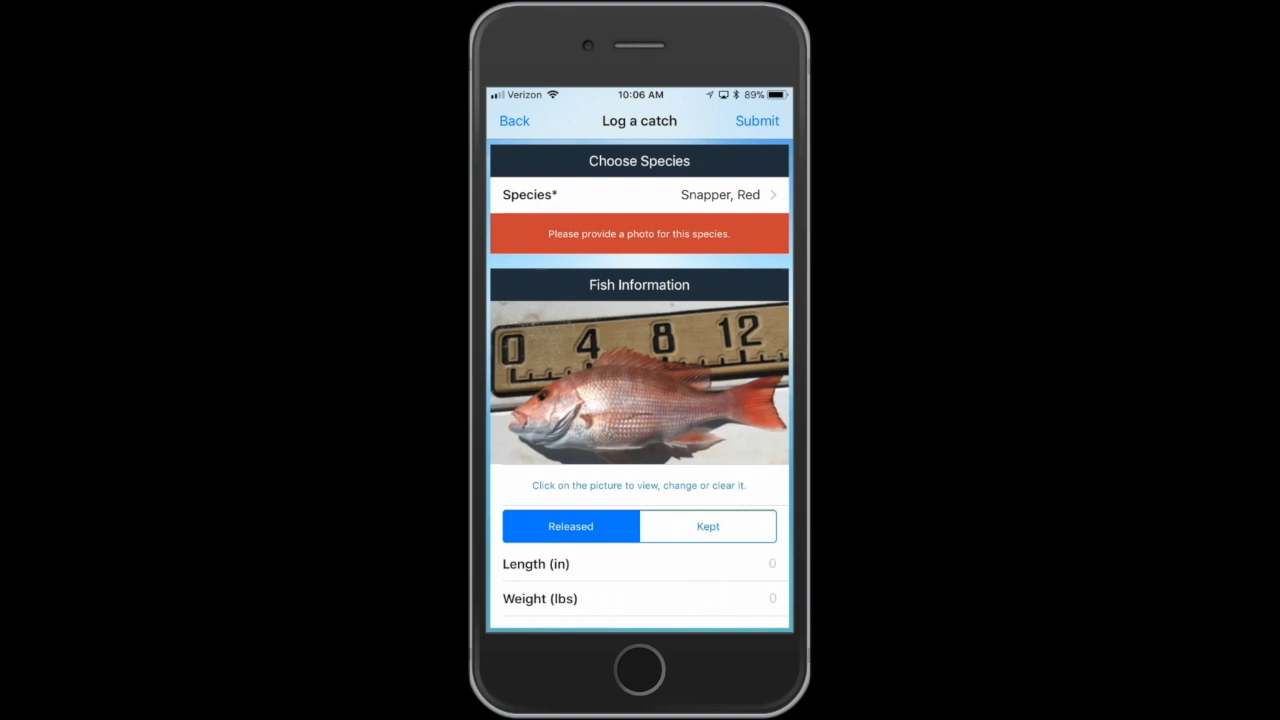 Verizon 10:06 AM 89%
Back Log a catch Submit
Choose Species
Species* Snapper, Red
Please provide a photo for this species.
Fish Information
0 4 8 12
Click on the picture to view, change or clear it.
Released Kept
Length (in) 0
Weight (lbs) 0